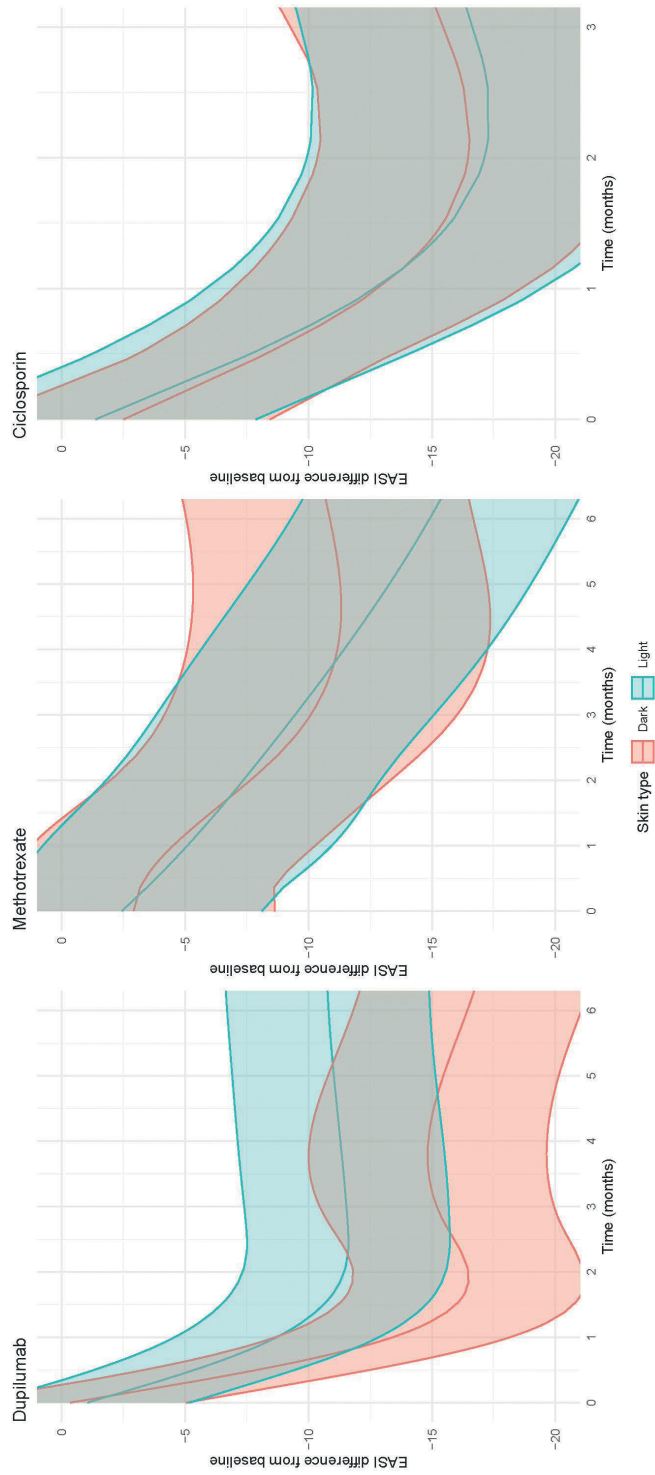 Dupilumab
EASI difference from baseline
0
−5
−10
−15
−20
0 1 2 3 4 5 6
Time (months)
Methotrexate
EASI difference from baseline
0
−5
−10
−15
−20
0 1 2 3 4 5 6
Time (months)
Ciclosporin
EASI difference from baseline
0
−5
−10
−15
−20
0 1 2 3
Time (months)
Skin type Dark Light